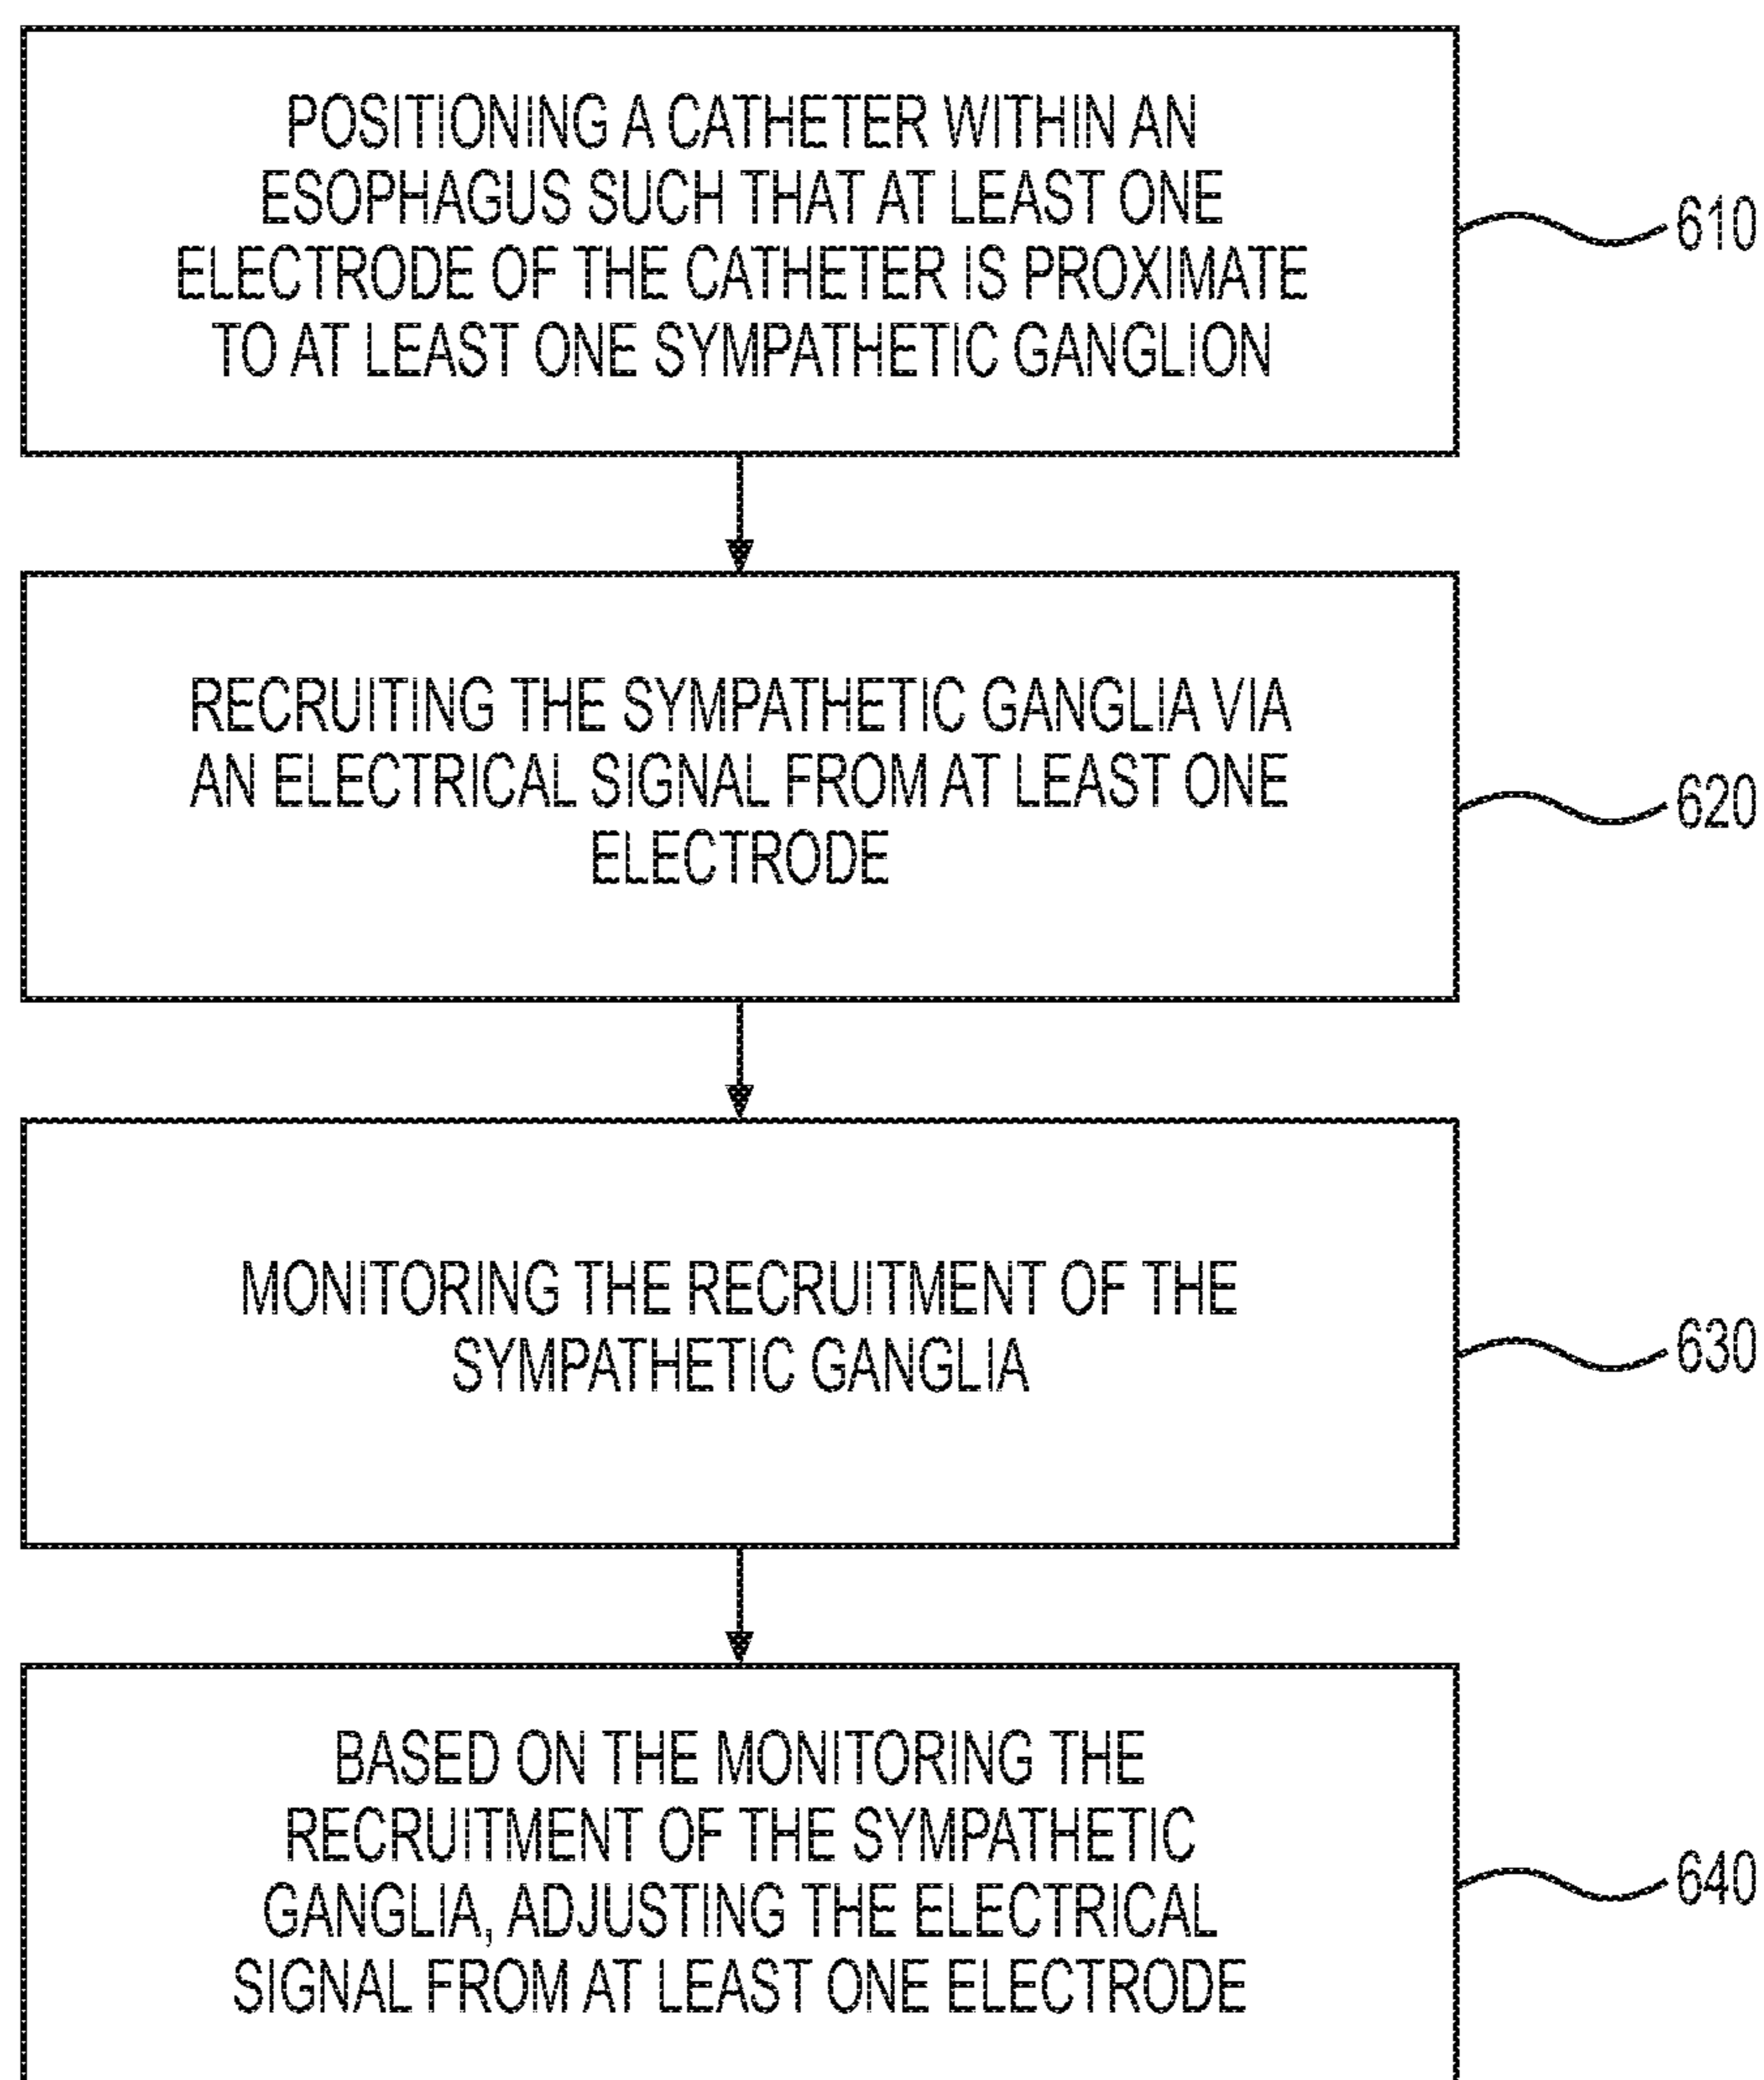 POSITIONING A CATHETER WITHIN AN
ESOPHAGUS SUCH THAT AT LEAST ONE
ELECTRODE OF THE CATHETER IS PROXIMATE
TO AT LEAST ONE SYMPATHETIC GANGLION
610
RECRUITING THE SYMPATHETIC GANGLIA VIA
AN ELECTRICAL SIGNAL FROM AT LEAST ONE
ELECTRODE
620
MONITORING THE RECRUITMENT OF THE
SYMPATHETIC GANGLIA
630
BASED ON THE MONITORING THE
RECRUITMENT OF THE SYMPATHETIC
GANGLIA, ADJUSTING THE ELECTRICAL
SIGNAL FROM AT LEAST ONE ELECTRODE
640